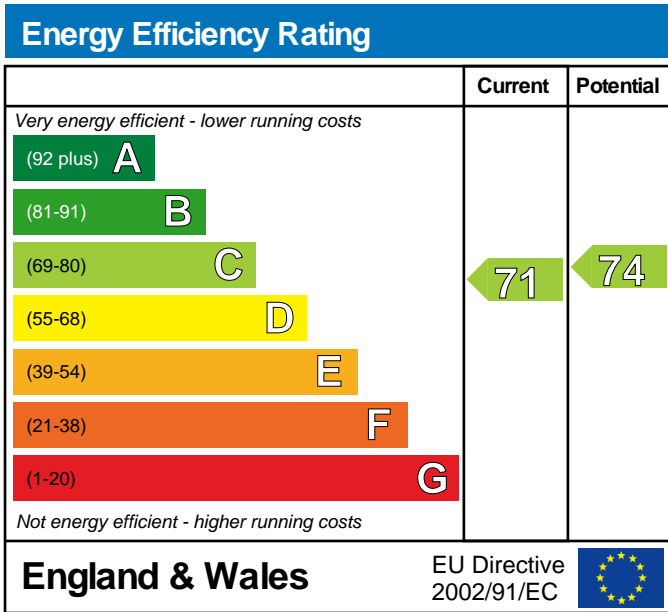 Energy Efficiency Rating
Current Potential
Very energy efficient - lower running costs
(92 plus) A
(81-91) B
(69-80) C
71 74
(55-68) D
(39-54) E
(21-38) F
(1-20) G
Not energy efficient - higher running costs
England & Wales
EU Directive
2002/91/EC